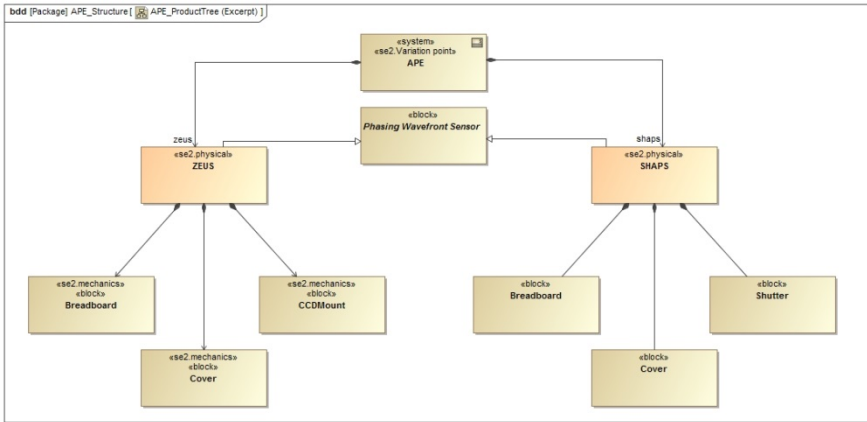 bdd [Package] APE_Structure[ APE_ProductTree (Excerpt) ]
«system»
«se2.Variation point»
APE
«block»
Phasing Wavefront Sensor
zeus
shaps
«se2.physical»
ZEUS
«se2.physical»
SHAPS
«se2.mechanics»
«block»
Breadboard
«se2.mechanics»
«block»
CCDMount
«block»
Breadboard
«block»
Shutter
«se2.mechanics»
«block»
Cover
«block»
Cover